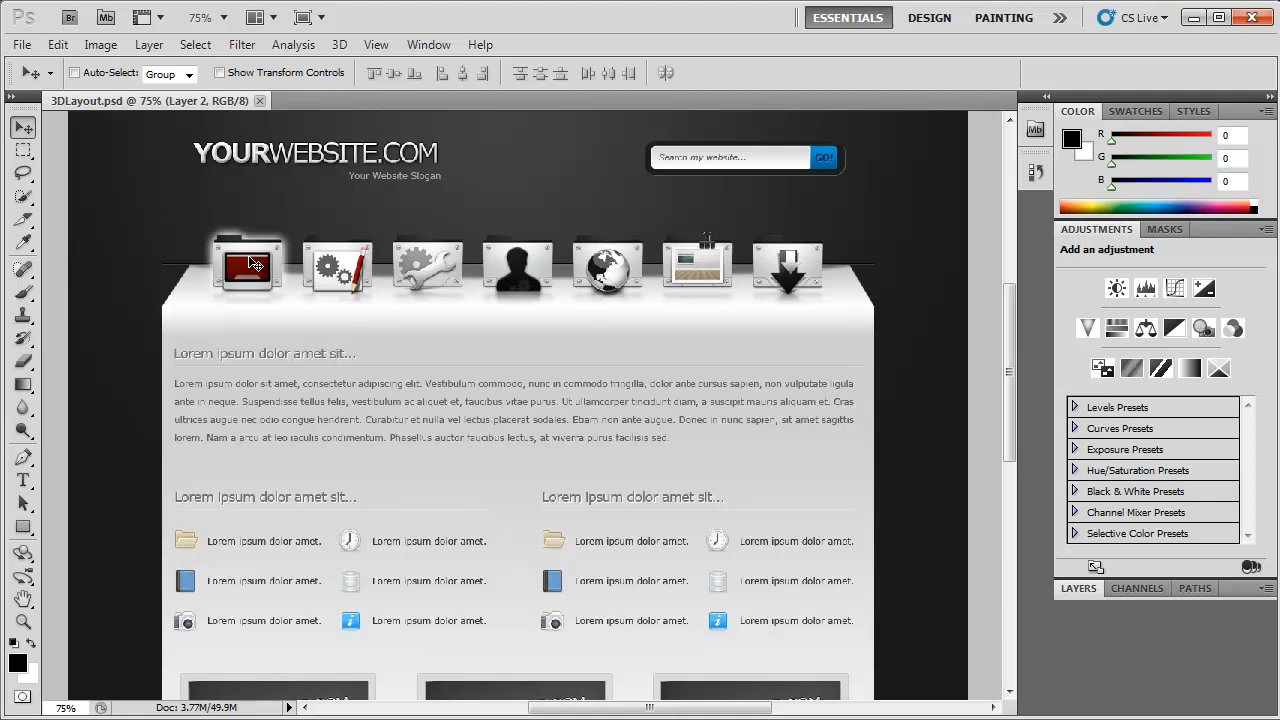 Ps Br Mb 75% ESSENTIALS DESIGN PAINTING CS Live
File Edit Image Layer Select Filter Analysis 3D View Window Help
Auto-Select: Group Show Transform Controls
3DLayout.psd @ 75% (Layer 2, RGB/8)
YOURWEBSITE.COM
Your Website Slogan
Search my website... GO!
Lorem ipsum dolor amet sit...
Lorem ipsum dolor sit amet, consectetur adipiscing elit. Vestibulum commodo, nunc in commodo fringilla, dolor ante cursus sapien, non vulputate ligula
ante in neque. Suspendisse tellus felis, vestibulum ac aliquet et, faucibus vitae purus. Ut ullamcorper tincidunt diam, a suscipit mauris aliquam et. Cras
ultrices augue nec odio congue hendrerit. Curabitur et nulla vel lectus placerat sodales. Etiam non ante augue. Donec in nunc sapien, sit amet sagittis
lorem. Nam a arcu at leo iaculis condimentum. Phasellus auctor faucibus lectus, at viverra purus facilisis sed.
Lorem ipsum dolor amet sit... Lorem ipsum dolor amet sit...
Lorem ipsum dolor amet. Lorem ipsum dolor amet. Lorem ipsum dolor amet. Lorem ipsum dolor amet.
Lorem ipsum dolor amet. Lorem ipsum dolor amet. Lorem ipsum dolor amet. Lorem ipsum dolor amet.
Lorem ipsum dolor amet. Lorem ipsum dolor amet. Lorem ipsum dolor amet. Lorem ipsum dolor amet.
75% Doc: 3.77M/49.9M
Mb
COLOR SWATCHES STYLES
R 0
G 0
B 0
ADJUSTMENTS MASKS
Add an adjustment
Levels Presets
Curves Presets
Exposure Presets
Hue/Saturation Presets
Black & White Presets
Channel Mixer Presets
Selective Color Presets
LAYERS CHANNELS PATHS